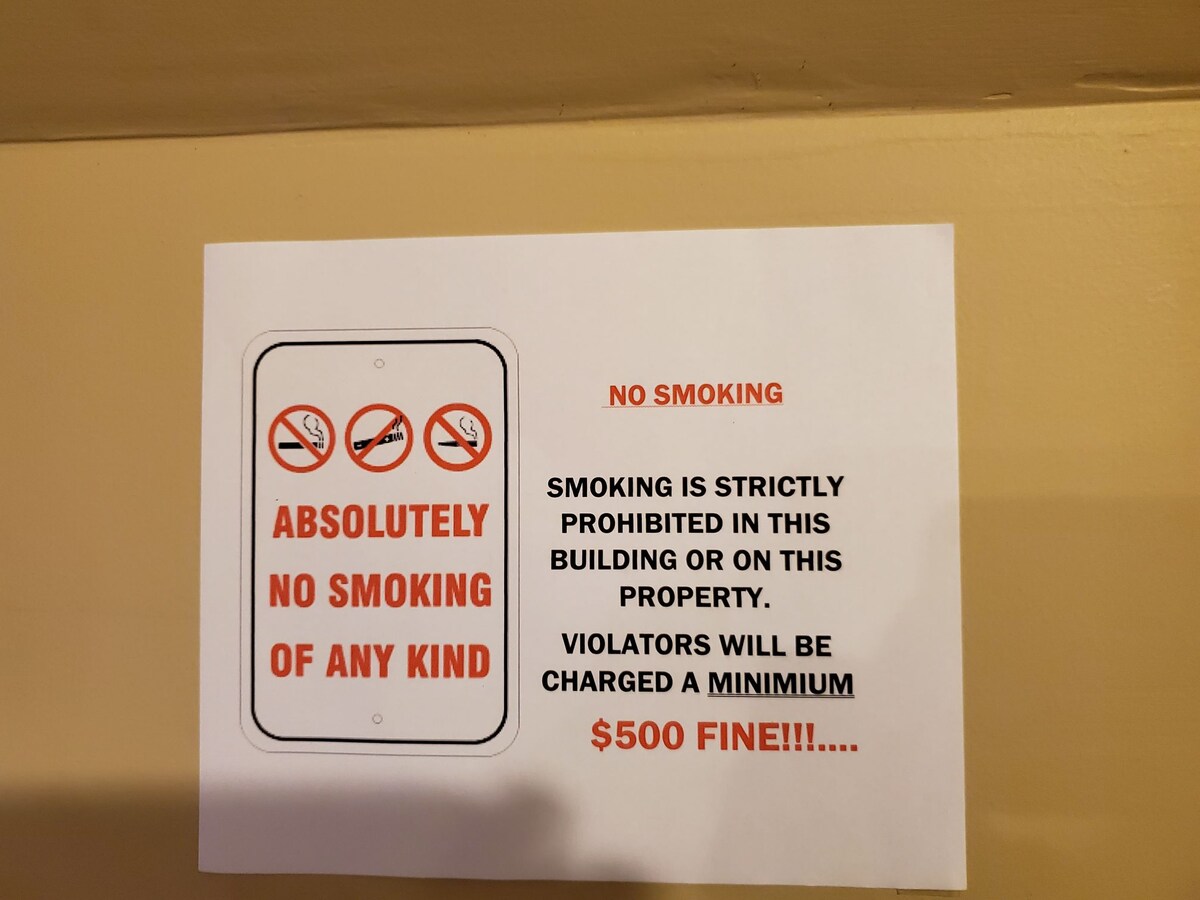 ABSOLUTELY
NO SMOKING
OF ANY KIND
NO SMOKING
SMOKING IS STRICTLY
PROHIBITED IN THIS
BUILDING OR ON THIS
PROPERTY.
VIOLATORS WILL BE
CHARGED A MINIMIUM
$500 FINE!!!....